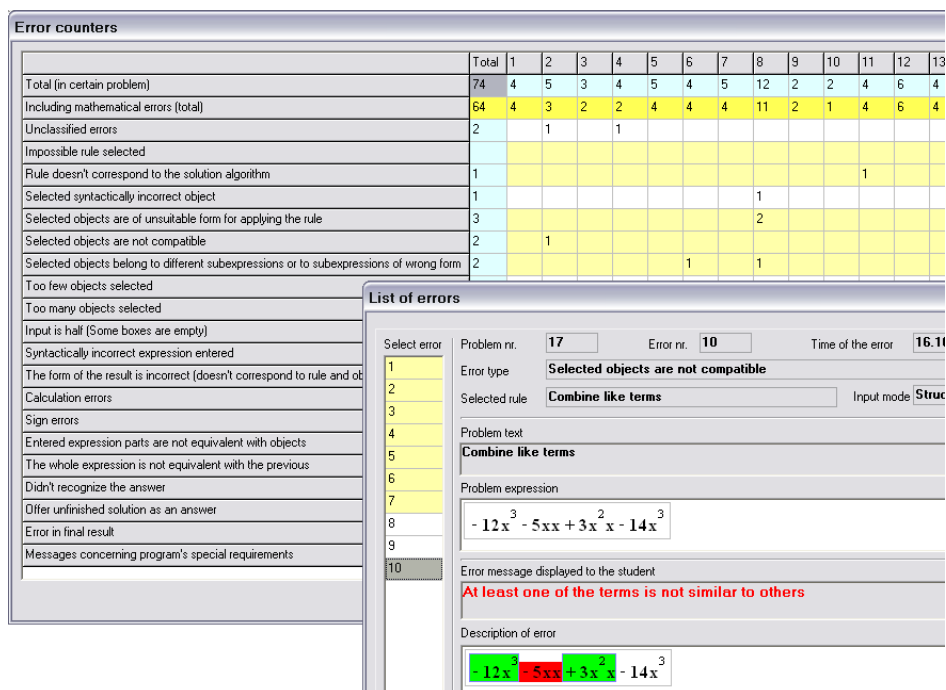 Error counters
Total 1 2 3 4 5 6 7 8 9 10 11 12 13
Total (in certain problem) 74 4 5 3 4 5 4 5 12 2 2 4 6 4
Including mathematical errors (total) 64 4 3 2 2 4 4 4 11 2 1 4 6 4
Unclassified errors 2 1 1
Impossible rule selected
Rule doesn't correspond to the solution algorithm 1 1
Selected syntactically incorrect object 1 1
Selected objects are of unsuitable form for applying the rule 3 2
Selected objects are not compatible 2 1
Selected objects belong to different subexpressions or to subexpressions of wrong form 2 1 1
Too few objects selected
Too many objects selected
Input is half (Some boxes are empty)
Syntactically incorrect expression entered
The form of the result is incorrect (doesn't correspond to rule and ob
Calculation errors
Sign errors
Entered expression parts are not equivalent with objects
The whole expression is not equivalent with the previous
Didn't recognize the answer
Offer unfinished solution as an answer
Error in final result
Messages concerning program's special requirements
List of errors
Select error
1
2
3
4
5
6
7
8
9
10
Problem nr. 17 Error nr. 10 Time of the error 16.10
Error type Selected objects are not compatible
Selected rule Combine like terms Input mode Struc
Problem text
Combine like terms
Problem expression
- 12x³ - 5xx + 3x²x - 14x³
Error message displayed to the student
At least one of the terms is not similar to others
Description of error
- 12x³ - 5xx + 3x²x - 14x³